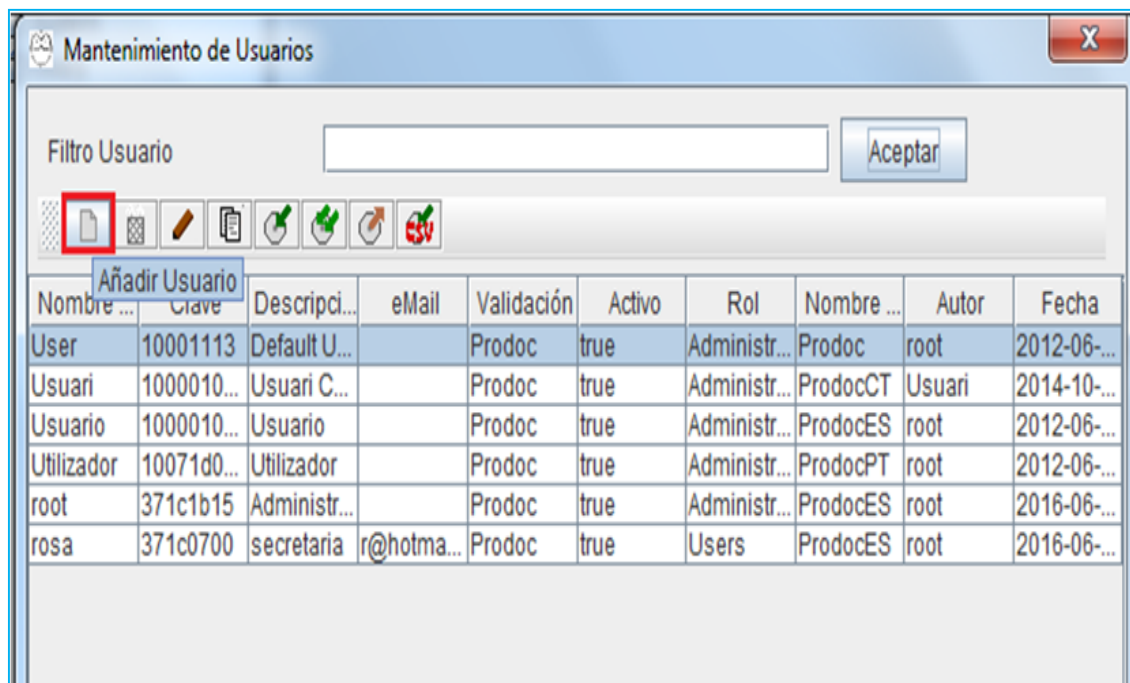 Mantenimiento de Usuarios
X
Filtro Usuario Aceptar
CSV
Añadir Usuario
Nombre ... Clave Descripci... eMail Validación Activo Rol Nombre ... Autor Fecha
User 10001113 Default U... Prodoc true Administr... Prodoc root 2012-06-...
Usuari 1000010... Usuari C... Prodoc true Administr... ProdocCT Usuari 2014-10-...
Usuario 1000010... Usuario Prodoc true Administr... ProdocES root 2012-06-...
Utilizador 10071d0... Utilizador Prodoc true Administr... ProdocPT root 2012-06-...
root 371c1b15 Administr... Prodoc true Administr... ProdocES root 2016-06-...
rosa 371c0700 secretaria r@hotma... Prodoc true Users ProdocES root 2016-06-...